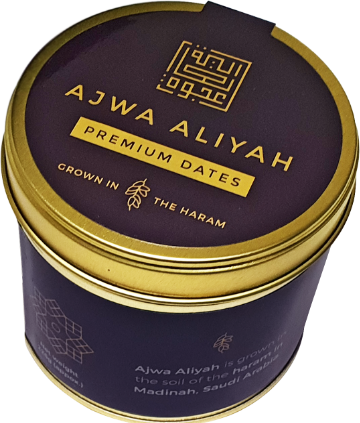 AJWA ALIYAH
PREMIUM DATES
GROWN IN THE HARAM
Ajwa Aliyah is grown in
the soil of the haram in
Madinah, Saudi Arabia.